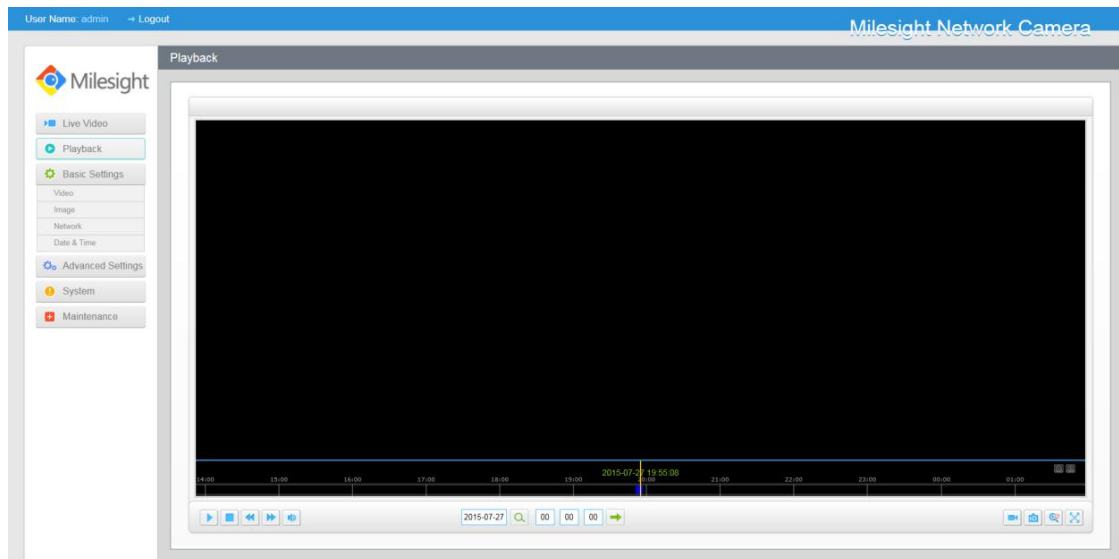 User Name: admin → Logout
Milesight Network Camera
Playback
Milesight
Live Video
Playback
Basic Settings
Video
Image
Network
Date & Time
Advanced Settings
System
Maintenance
2015-07-27 19:55:08
14:00 15:00 16:00 17:00 18:00 19:00 20:00 21:00 22:00 23:00 00:00 01:00
2015-07-27 00 00 00